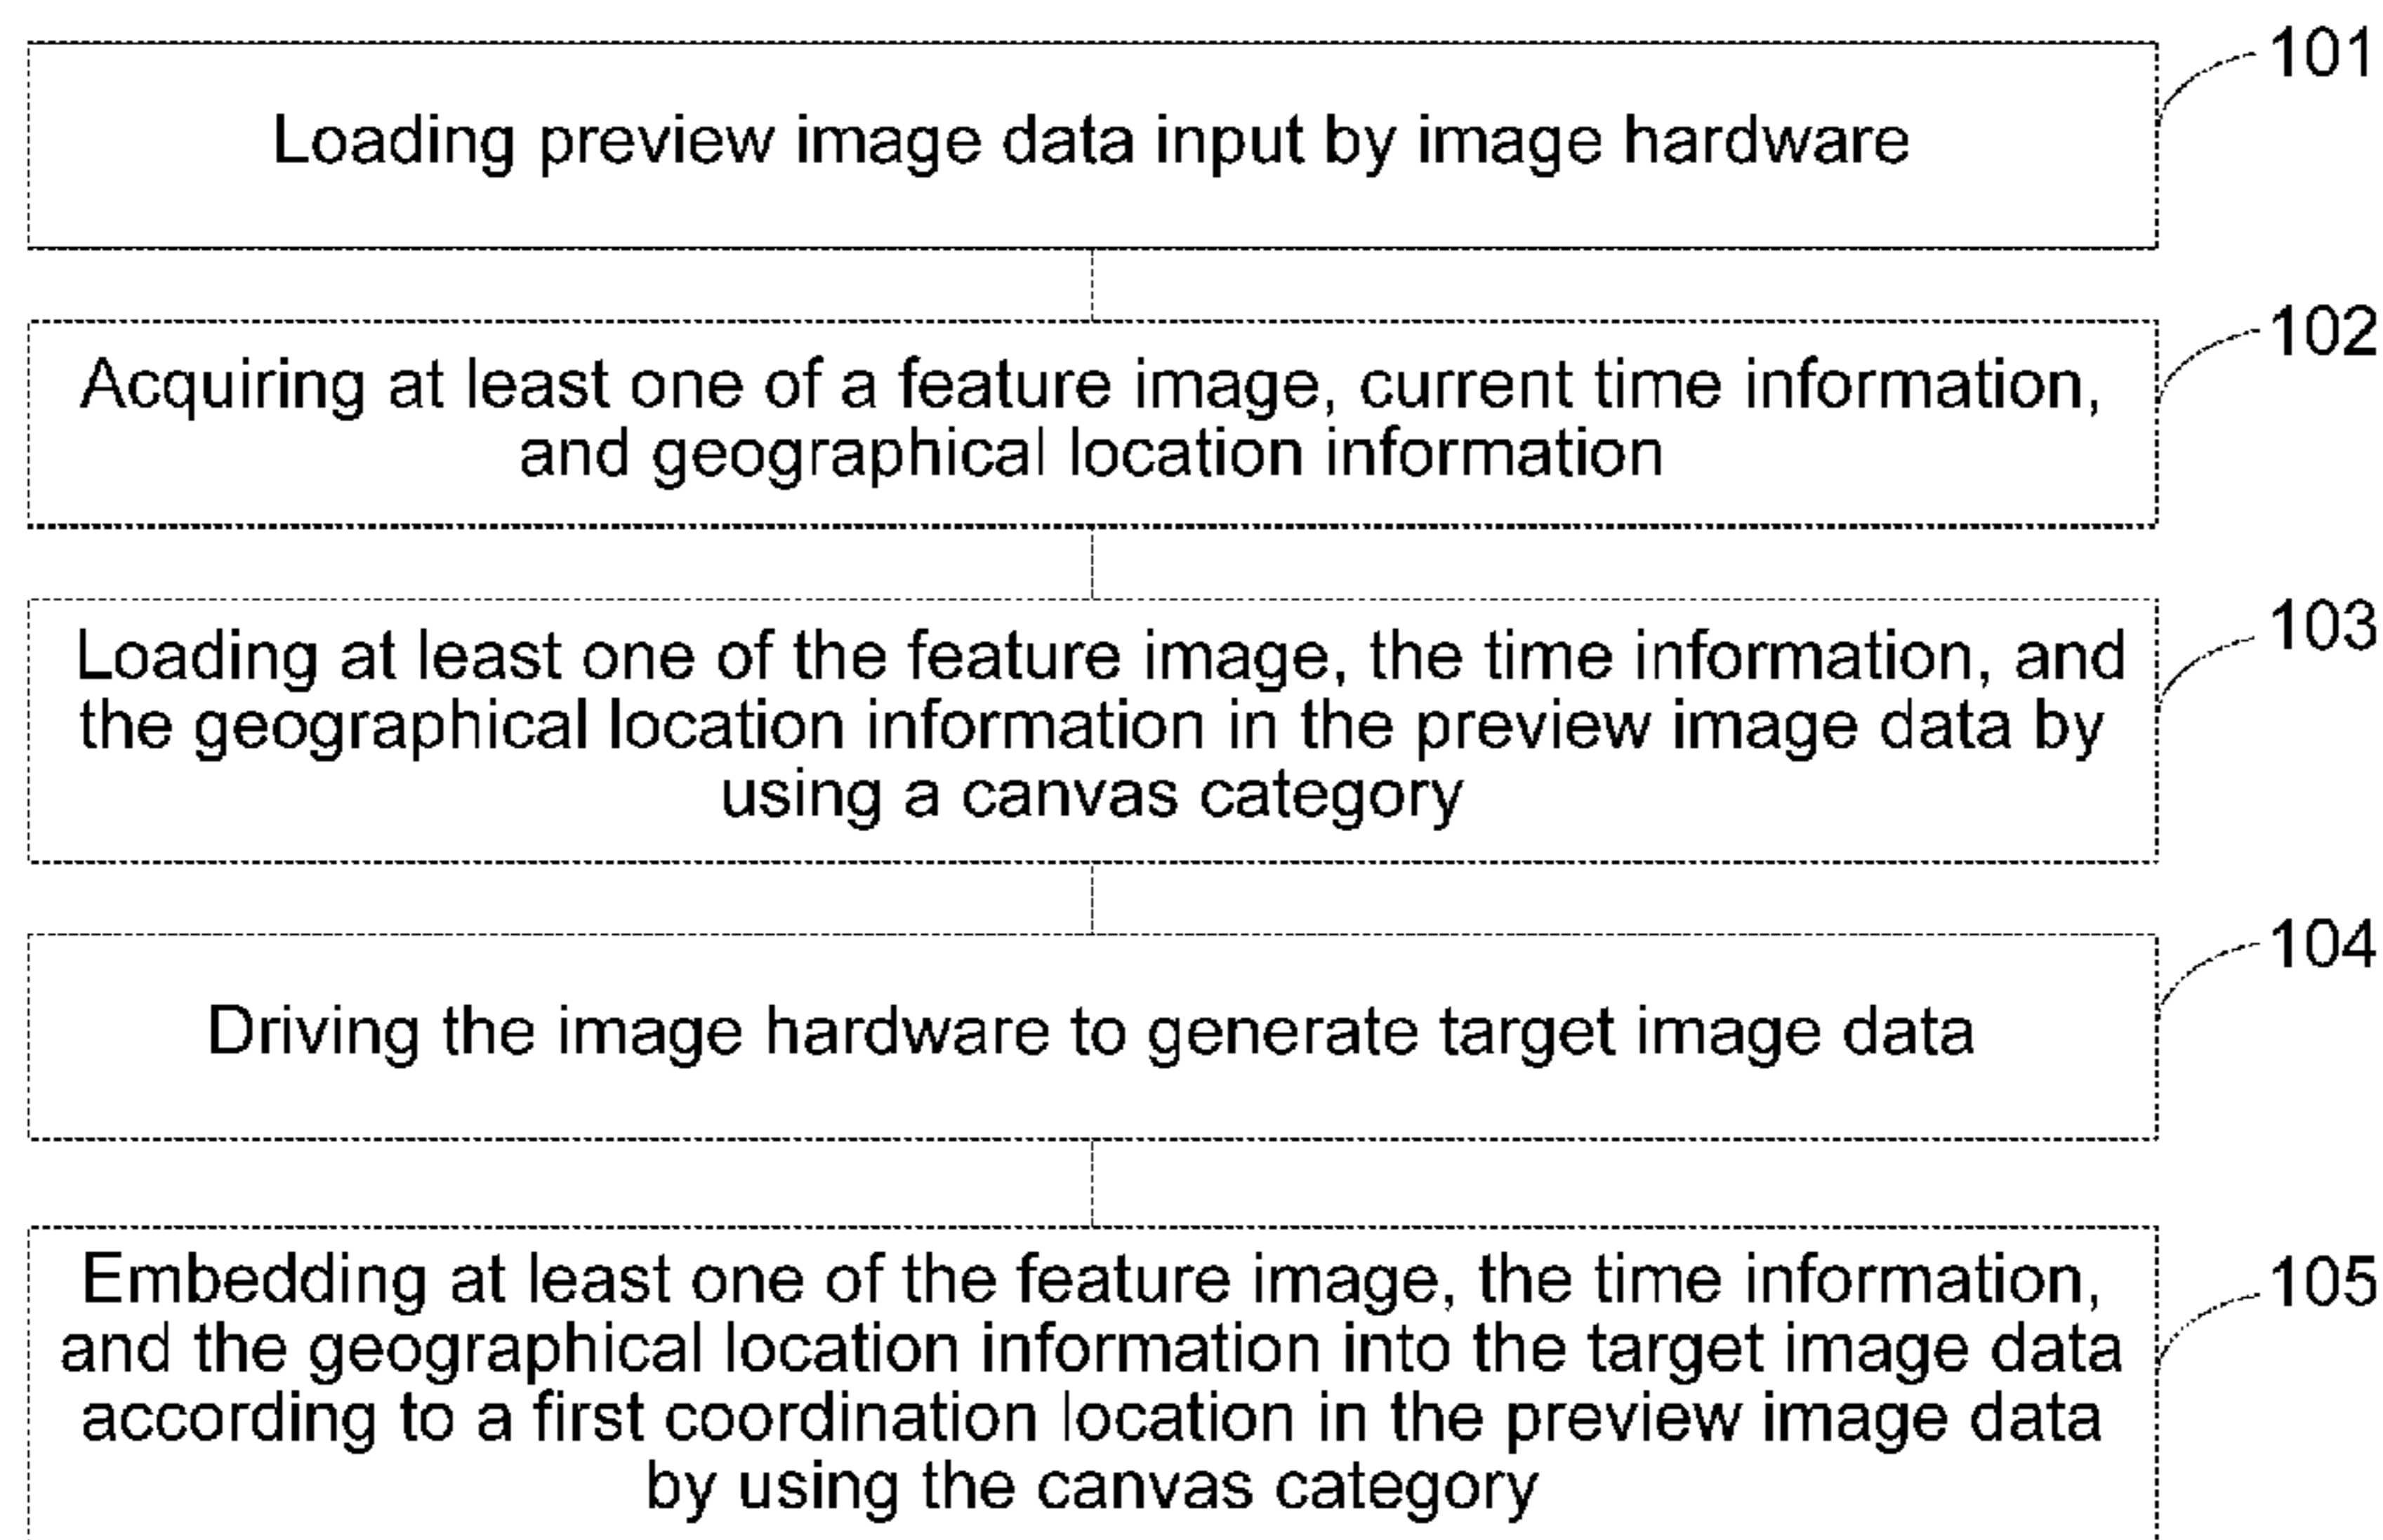 101
Loading preview image data input by image hardware
102
Acquiring at least one of a feature image, current time information,
and geographical location information
103
Loading at least one of the feature image, the time information, and
the geographical location information in the preview image data by
using a canvas category
104
Driving the image hardware to generate target image data
105
Embedding at least one of the feature image, the time information,
and the geographical location information into the target image data
according to a first coordination location in the preview image data
by using the canvas category